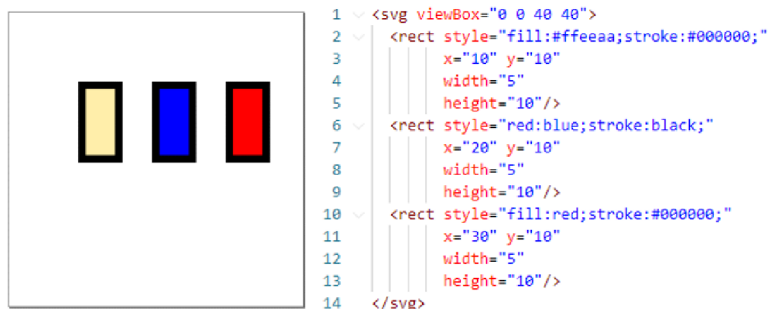 1 <svg viewBox="0 0 40 40">
2 <rect style="fill:#ffeeaa;stroke:#000000;"
3 x="10" y="10"
4 width="5"
5 height="10"/>
6 <rect style="red:blue;stroke:black;"
7 x="20" y="10"
8 width="5"
9 height="10"/>
10 <rect style="fill:red;stroke:#000000;"
11 x="30" y="10"
12 width="5"
13 height="10"/>
14 </svg>